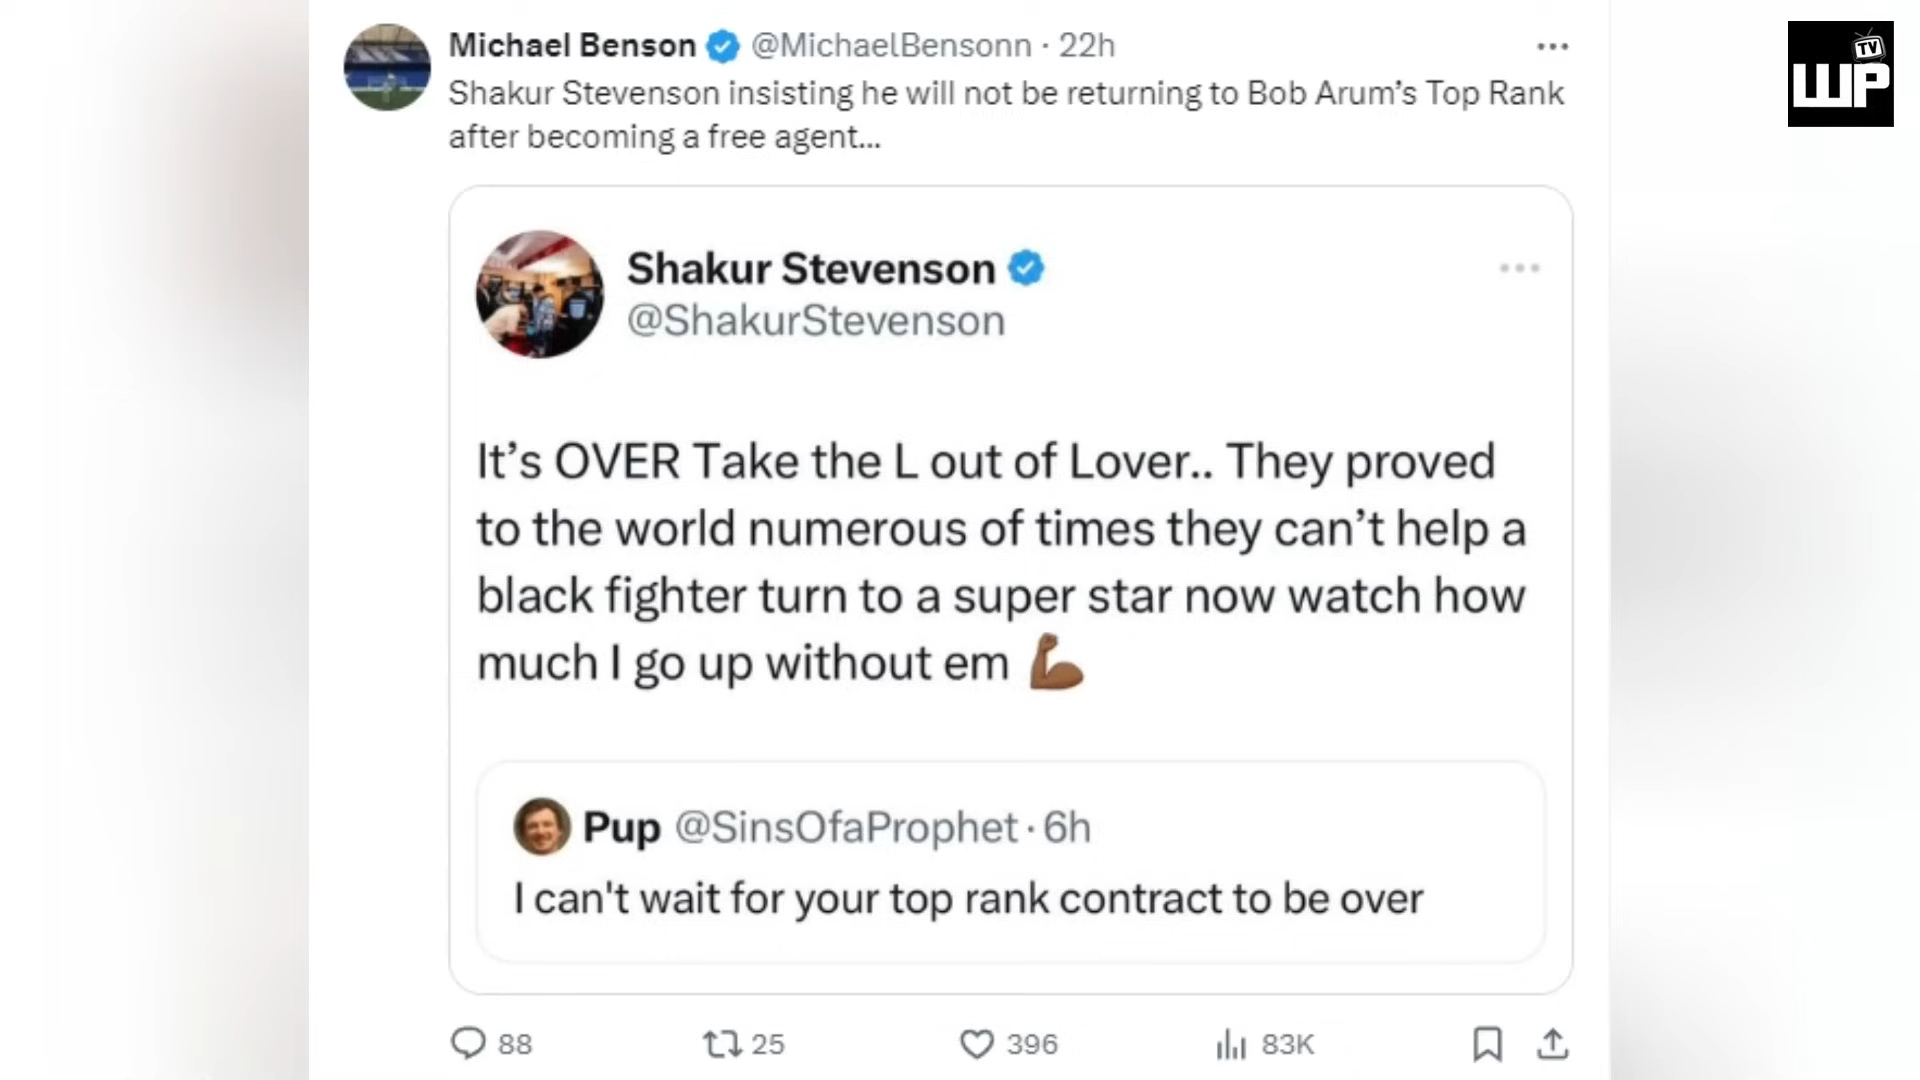 Michael Benson @MichaelBensonn · 22h
Shakur Stevenson insisting he will not be returning to Bob Arum’s Top Rank
after becoming a free agent...
TV
WP
Shakur Stevenson
@ShakurStevenson
It’s OVER Take the L out of Lover.. They proved
to the world numerous of times they can’t help a
black fighter turn to a super star now watch how
much I go up without em 💪🏾
Pup @SinsOfaProphet · 6h
I can't wait for your top rank contract to be over
88 25 396 83K